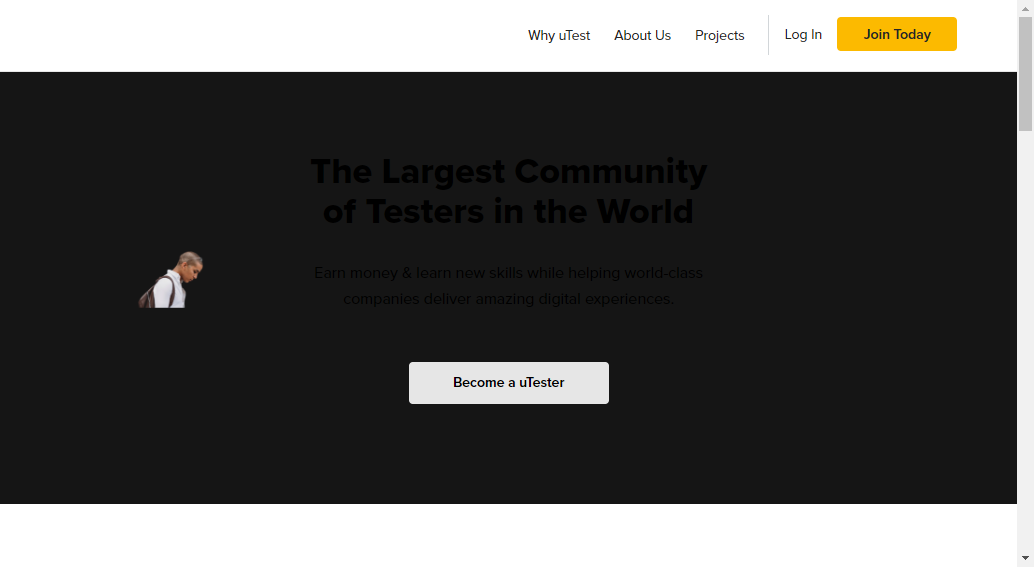 Why uTest
About Us
Projects
Log In
Join Today
The Largest Community
of Testers in the World
Earn money & learn new skills while helping world-class
companies deliver amazing digital experiences.
Become a uTester